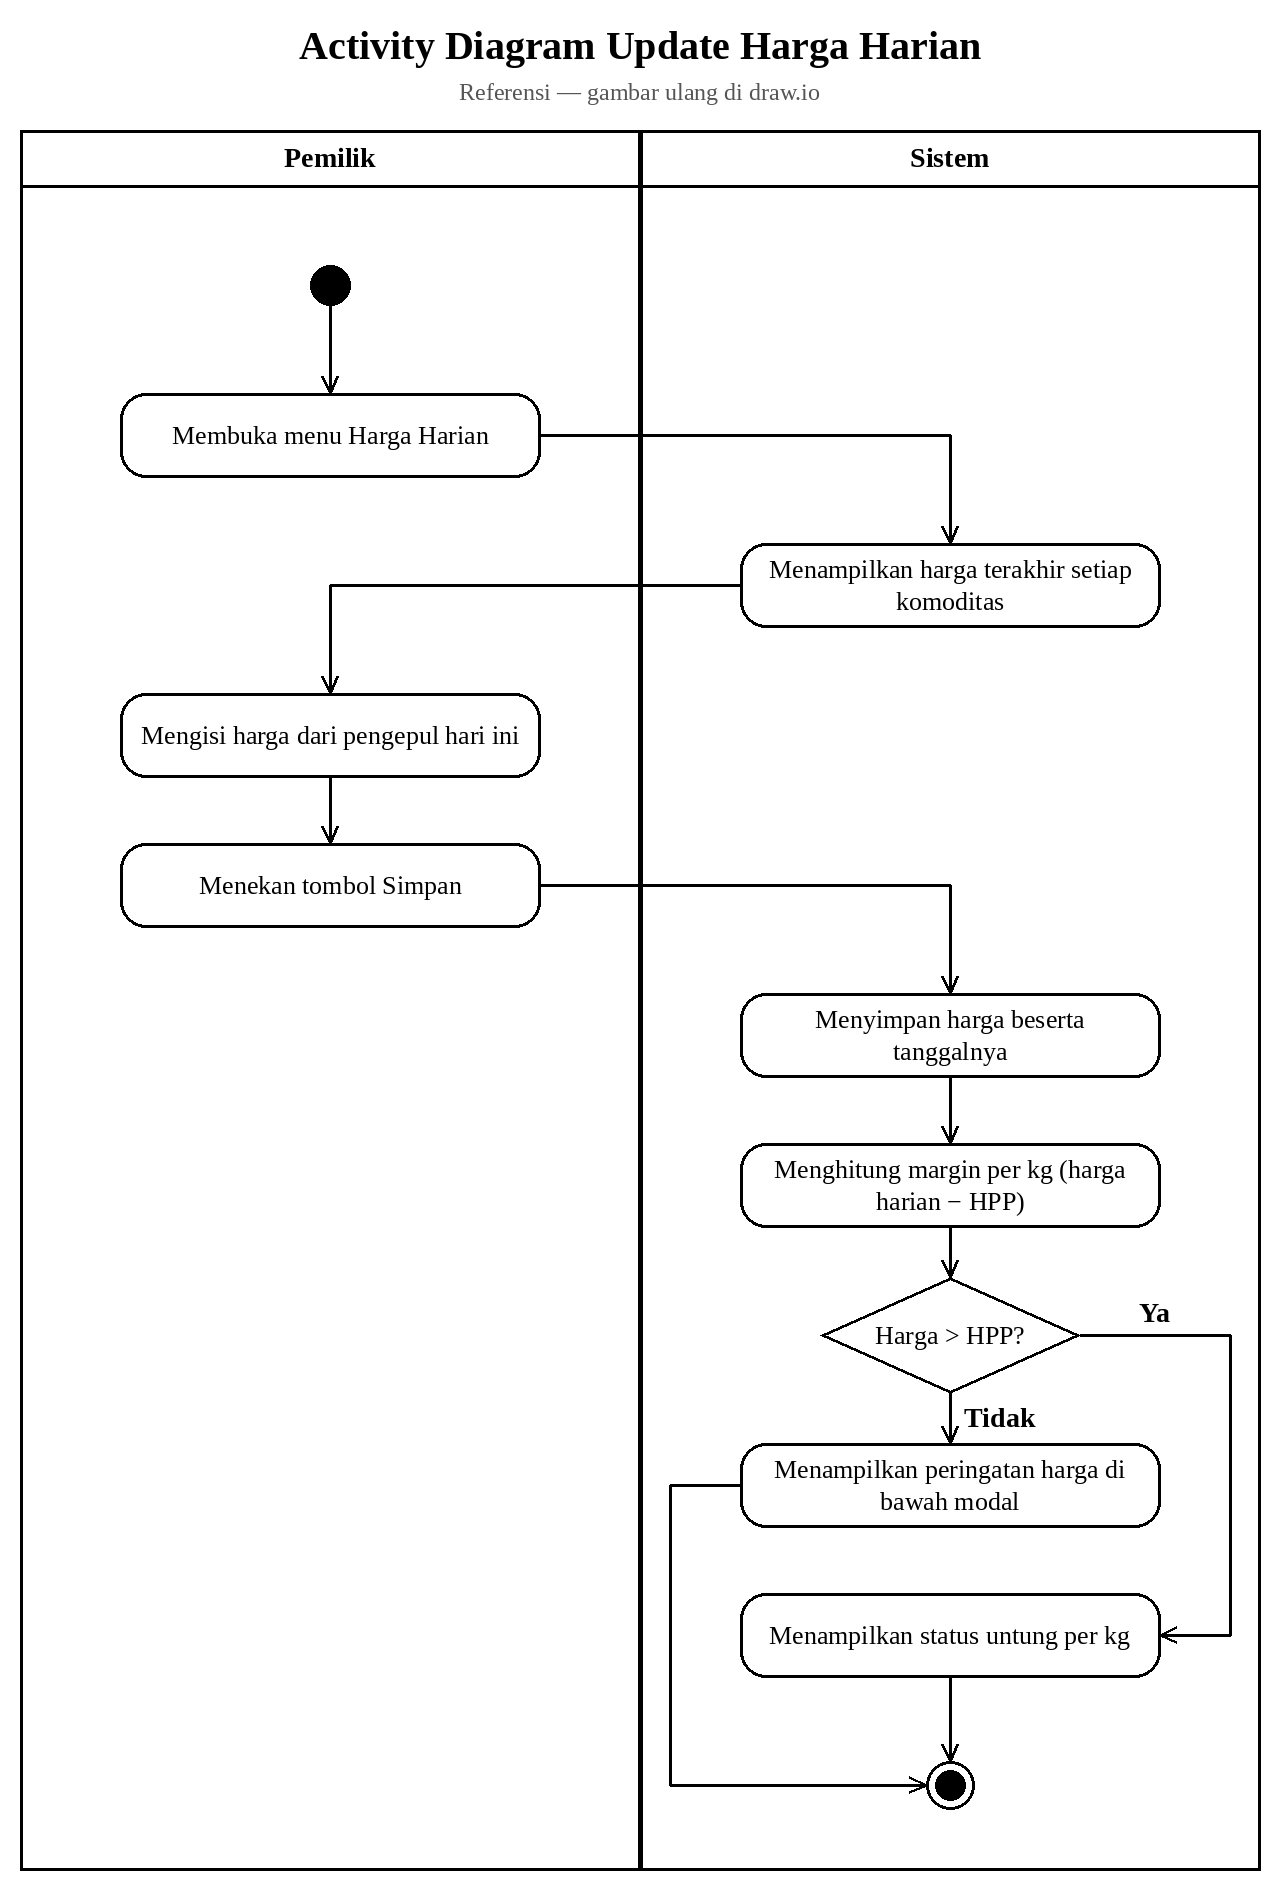 Activity Diagram Update Harga Harian
Referensi — gambar ulang di draw.io
Pemilik
Sistem
Membuka menu Harga Harian
Menampilkan harga terakhir setiap
komoditas
Mengisi harga dari pengepul hari ini
Menekan tombol Simpan
Menyimpan harga beserta
tanggalnya
Menghitung margin per kg (harga
harian − HPP)
Harga > HPP?
Ya
Tidak
Menampilkan peringatan harga di
bawah modal
Menampilkan status untung per kg